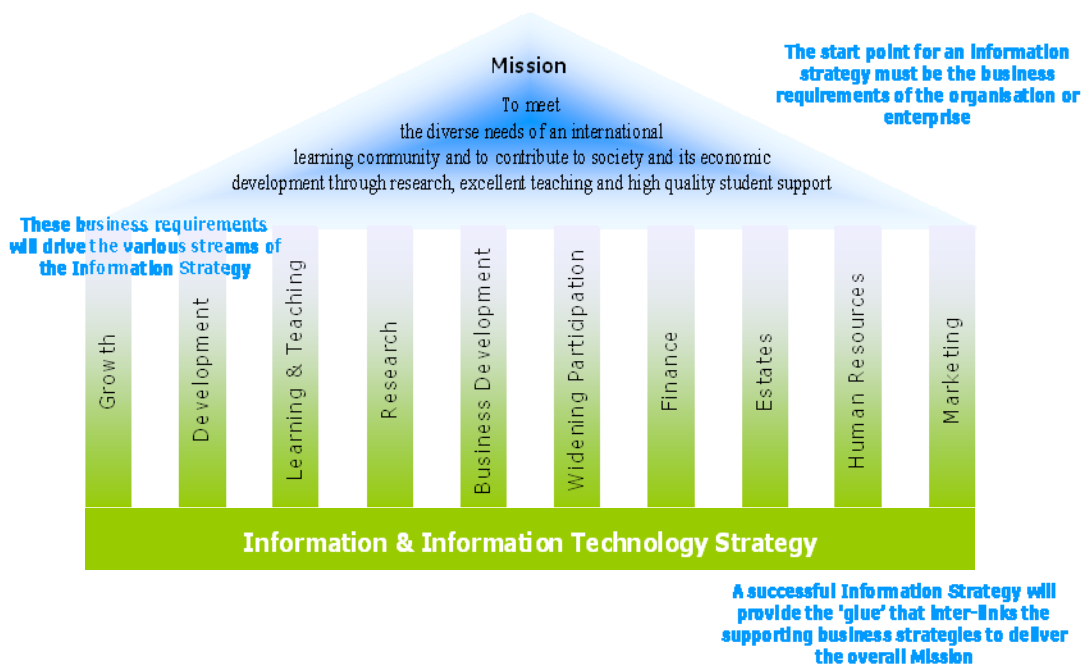 Mission
To meet
the diverse needs of an international
learning community and to contribute to society and its economic
development through research, excellent teaching and high quality student support
The start point for an information
strategy must be the business
requirements of the organisation or
enterprise
These business requirements
will drive the various streams of
the Information Strategy
Growth
Development
Learning & Teaching
Research
Business Development
Widening Participation
Finance
Estates
Human Resources
Marketing
Information & Information Technology Strategy
A successful Information Strategy will
provide the 'glue' that inter-links the
supporting business strategies to deliver
the overall Mission